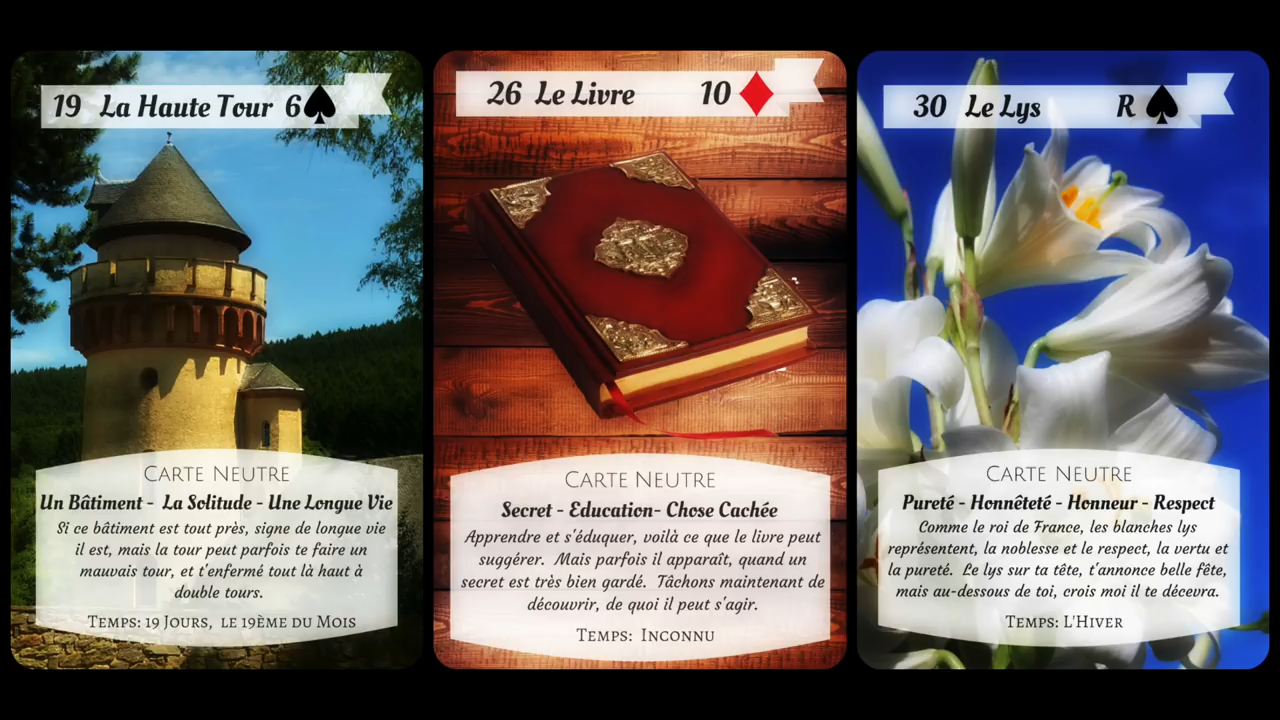 19 La Haute Tour 6♠
Carte Neutre
Un Bâtiment - La Solitude - Une Longue Vie
Si ce bâtiment est tout près, signe de longue vie
il est, mais la tour peut parfois te faire un
mauvais tour, et t'enfermé tout là haut à
double tours.
Temps: 19 Jours, le 19ème du Mois
26 Le Livre 10♦
Carte Neutre
Secret - Education- Chose Cachée
Apprendre et s'éduquer, voilà ce que le livre peut
suggérer. Mais parfois il apparaît, quand un
secret est très bien gardé. Tâchons maintenant de
découvrir, de quoi il peut s'agir.
Temps: Inconnu
30 Le Lys R♠
Carte Neutre
Pureté - Honnêteté - Honneur - Respect
Comme le roi de France, les blanches lys
représentent, la noblesse et le respect, la vertu et
la pureté. Le lys sur ta tête, t'annonce belle fête,
mais au-dessous de toi, crois moi il te décevra.
Temps: L'Hiver